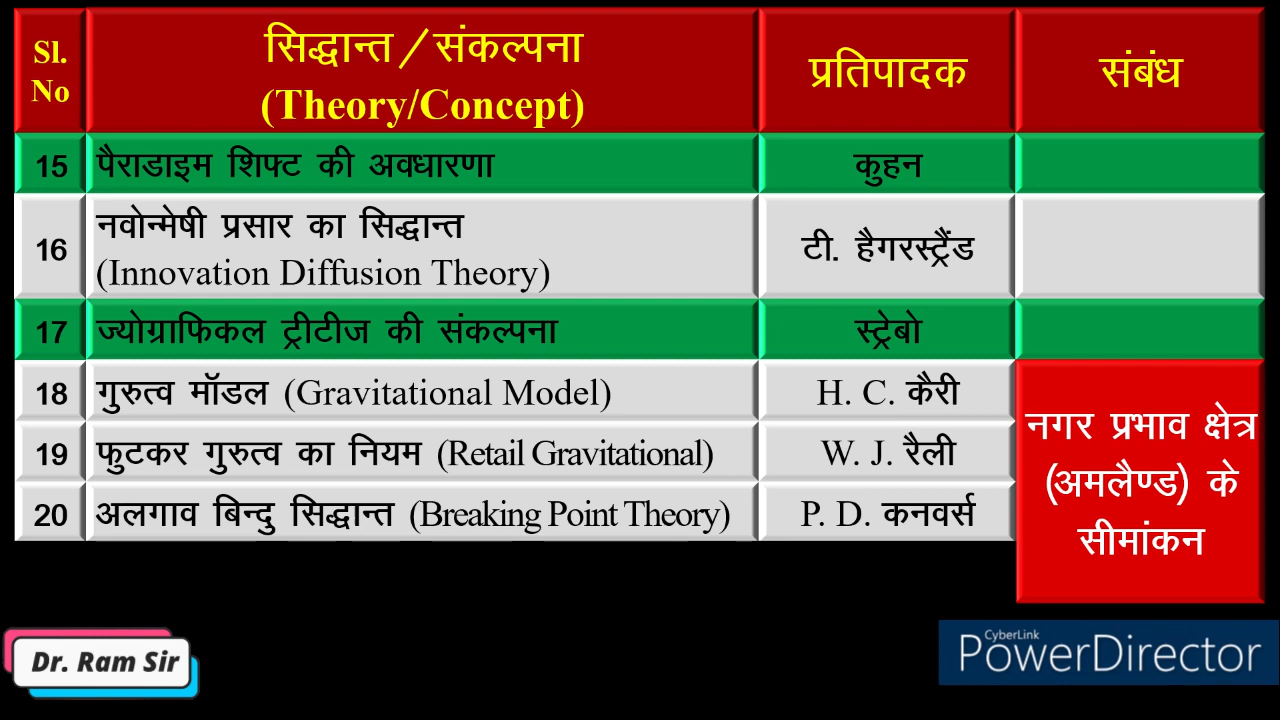 Sl. No
सिद्धान्त/संकल्पना
(Theory/Concept)
प्रतिपादक
संबंध
15 पैराडाइम शिफ्ट की अवधारणा कुहन
16 नवोन्मेषी प्रसार का सिद्धान्त
(Innovation Diffusion Theory) टी. हैगरस्ट्रैंड
17 ज्योग्राफिकल ट्रीटीज की संकल्पना स्ट्रेबो
18 गुरुत्व मॉडल (Gravitational Model) H. C. कैरी
19 फुटकर गुरुत्व का नियम (Retail Gravitational) W. J. रैली
20 अलगाव बिन्दु सिद्धान्त (Breaking Point Theory) P. D. कनवर्स
नगर प्रभाव क्षेत्र
(अमलैण्ड) के
सीमांकन
Dr. Ram Sir
CyberLink
PowerDirector